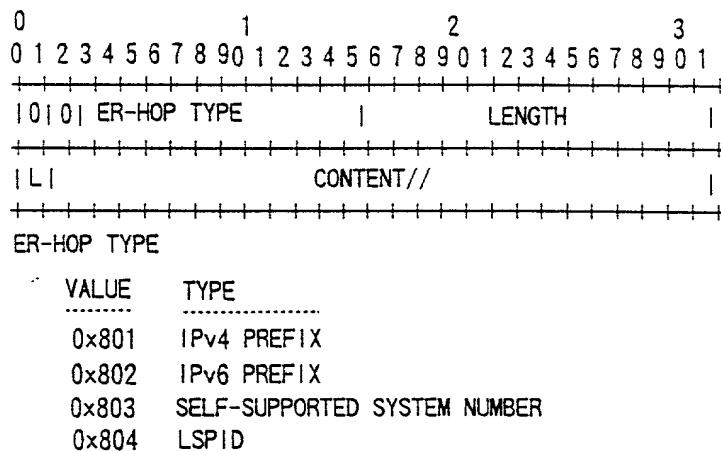 0 1 2 3
0 1 2 3 4 5 6 7 8 9 0 1 2 3 4 5 6 7 8 9 0 1 2 3 4 5 6 7 8 9 0 1
|0|0| ER-HOP TYPE | LENGTH |
|L| CONTENT// |
ER-HOP TYPE
VALUE TYPE
0x801 IPv4 PREFIX
0x802 IPv6 PREFIX
0x803 SELF-SUPPORTED SYSTEM NUMBER
0x804 LSPID